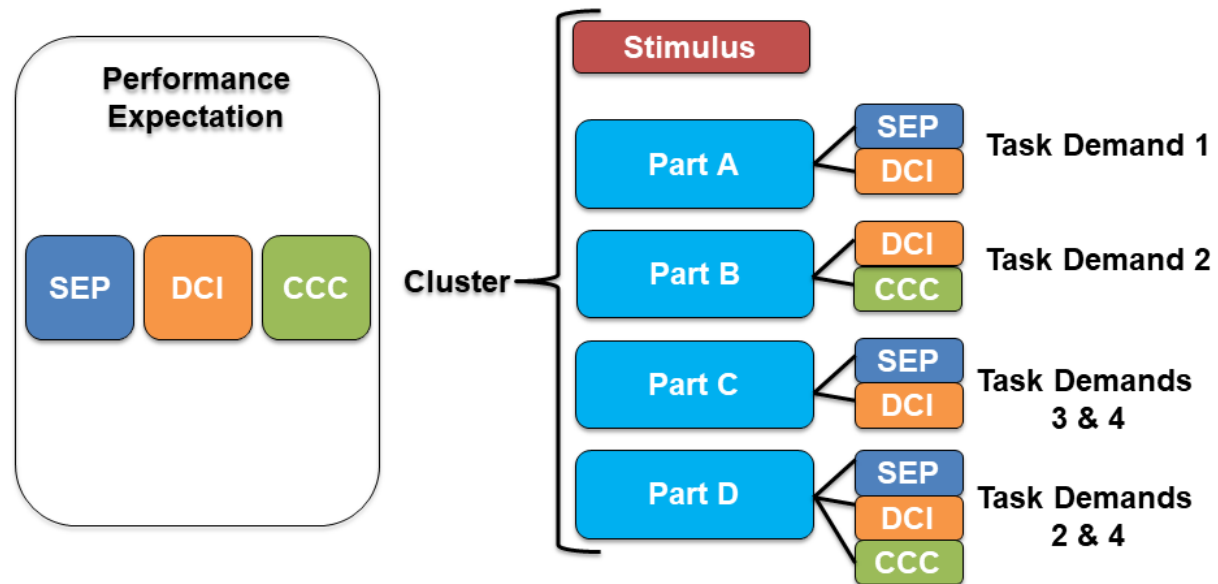 Performance
Expectation
SEP
DCI
CCC
Cluster
Stimulus
Part A
SEP
DCI
Task Demand 1
Part B
DCI
CCC
Task Demand 2
Part C
SEP
DCI
Task Demands
3 & 4
Part D
SEP
DCI
CCC
Task Demands
2 & 4